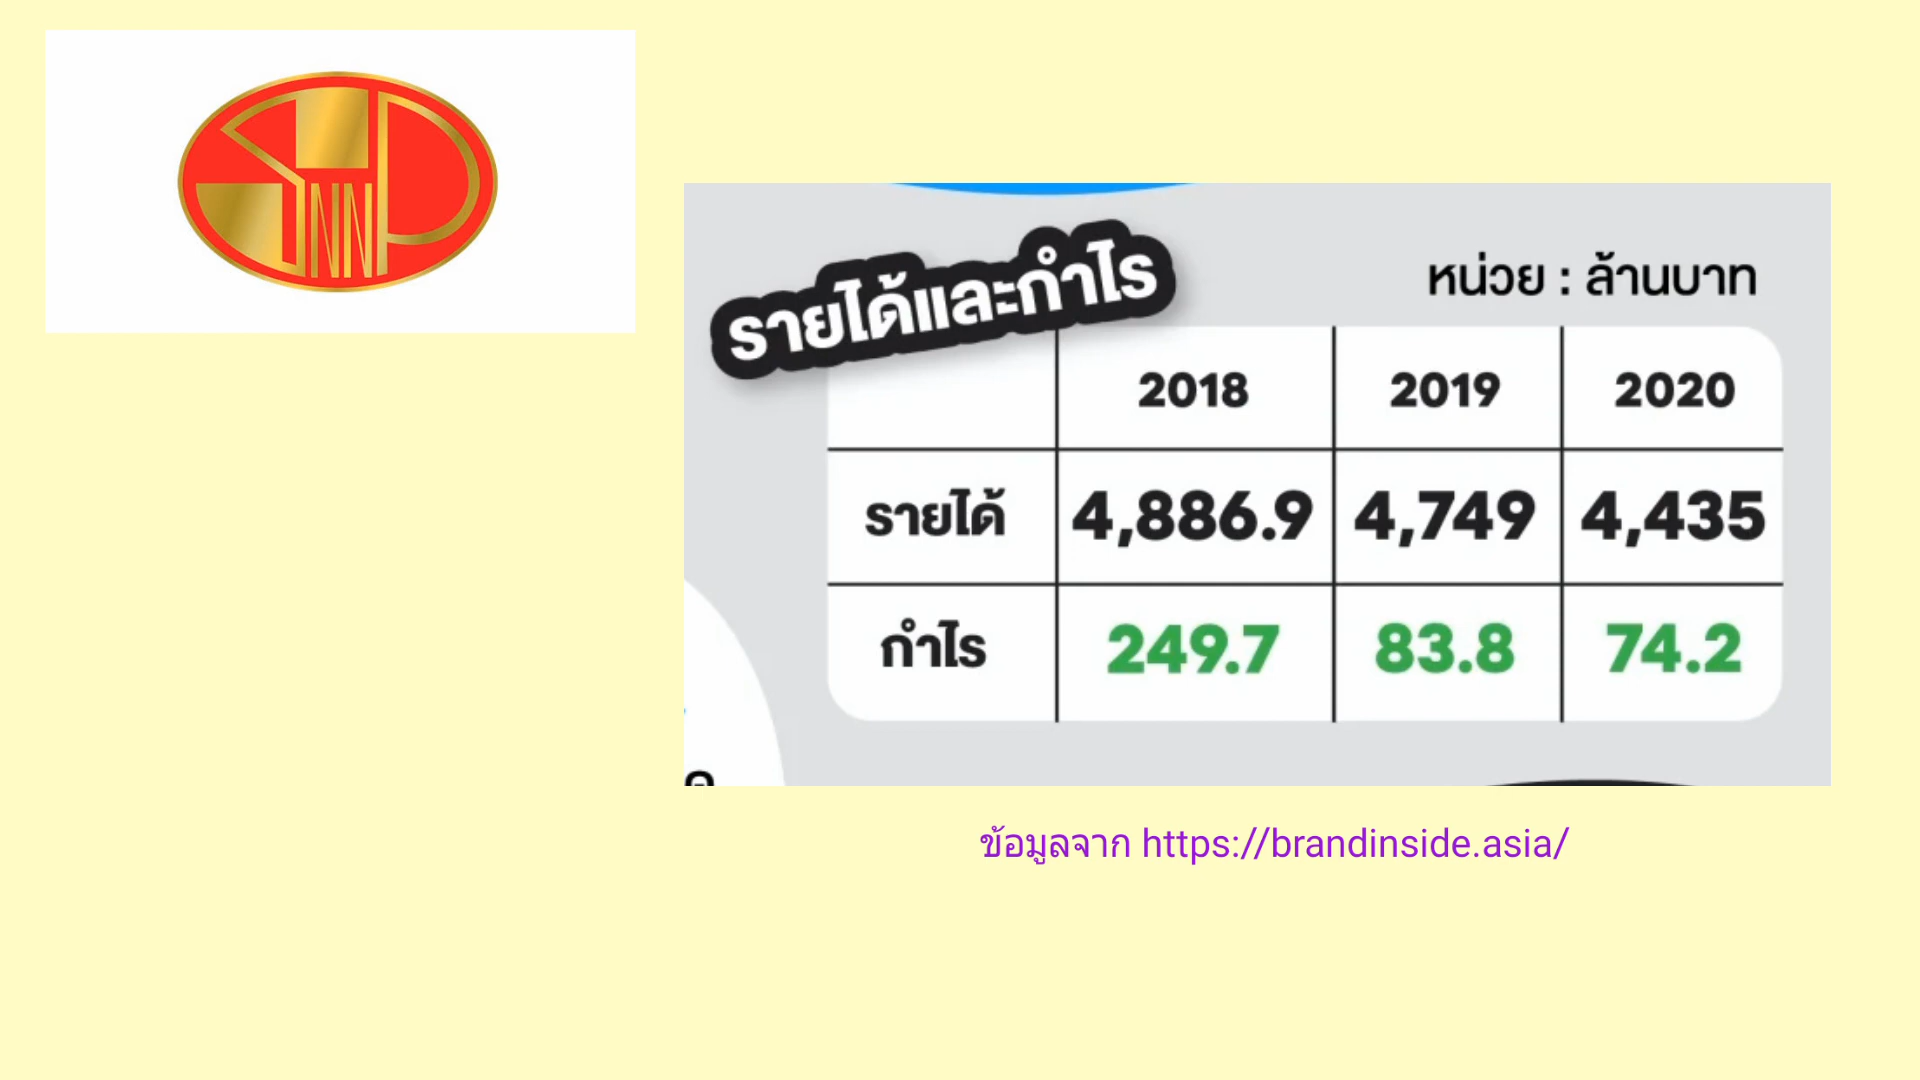 SNNP
รายได้และกำไร
หน่วย : ล้านบาท
2018 2019 2020
รายได้ 4,886.9 4,749 4,435
กำไร 249.7 83.8 74.2
ข้อมูลจาก https://brandinside.asia/